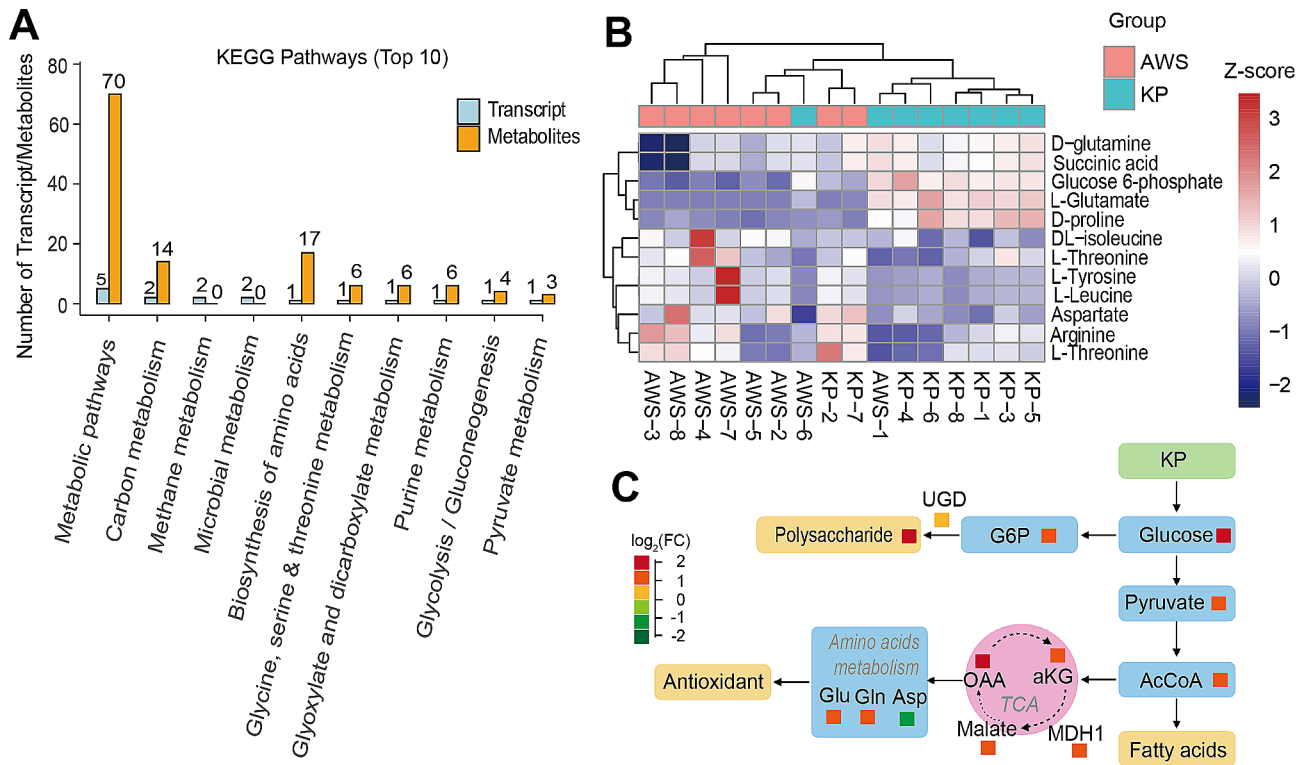 A
KEGG Pathways (Top 10)
Number of Transcript/Metabolites
80
60
40
20
0
Transcript
Metabolites
5
70
2
14
2
0
2
0
1
17
1
6
1
6
1
6
1
4
1
3
Metabolic pathways
Carbon metabolism
Methane metabolism
Microbial metabolism
Biosynthesis of amino acids
Glycine, serine & threonine metabolism
Glyoxylate and dicarboxylate metabolism
Purine metabolism
Glycolysis / Gluconeogenesis
Pyruvate metabolism
B
Group
AWS
KP
Z-score
3
2
1
0
−1
−2
D-glutamine
Succinic acid
Glucose 6-phosphate
L-Glutamate
D-proline
DL-isoleucine
L-Threonine
L-Tyrosine
L-Leucine
Aspartate
Arginine
L-Threonine
AWS−3
AWS−8
AWS−4
AWS−7
AWS−5
AWS−2
AWS−6
KP−2
KP−7
AWS−1
KP−4
KP−6
KP−8
KP−1
KP−3
KP−5
C
KP
UGD
Polysaccharide
G6P
Glucose
log₂(FC)
2
1
0
-1
-2
Pyruvate
Amino acids
metabolism
Glu Gln Asp
Antioxidant
OAA
aKG
TCA
AcCoA
Malate
MDH1
Fatty acids